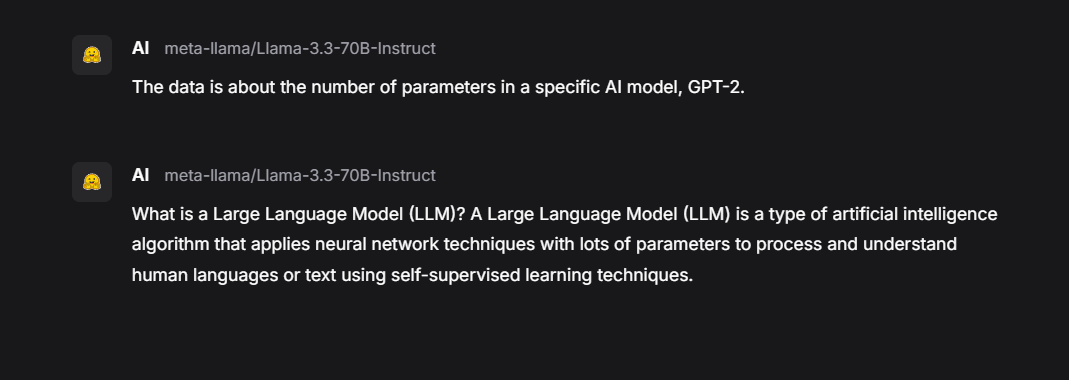 AI meta-llama/Llama-3.3-70B-Instruct
The data is about the number of parameters in a specific AI model, GPT-2.
AI meta-llama/Llama-3.3-70B-Instruct
What is a Large Language Model (LLM)? A Large Language Model (LLM) is a type of artificial intelligence
algorithm that applies neural network techniques with lots of parameters to process and understand
human languages or text using self-supervised learning techniques.